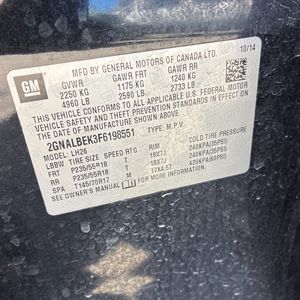 GM
MFD BY GENERAL MOTORS OF CANADA LTD. 10/14
GVWR GAWR FRT GAWR RR
2250 KG 1175 KG 1240 KG
4960 LB 2590 LB 2733 LB
THIS VEHICLE CONFORMS TO ALL APPLICABLE U.S. FEDERAL MOTOR
VEHICLE SAFETY AND THEFT PREVENTION STANDARDS IN EFFECT ON
THE DATE OF MANUFACTURE SHOWN ABOVE.
2GNALBEK3F6198551 TYPE: M.P.V.
MODEL: LH26
LBBW TIRE SIZE SPEED RTG RIM COLD TIRE PRESSURE
FRT P235/55R18 T 18X7J 240KPA(35PSI)
RR P235/55R18 T 18X7J 240KPA(35PSI)
SPA T145/70R17 M 17X4.5T 420KPA(60PSI)
SEE OWNER'S MANUAL FOR ADDITIONAL INFORMATION.